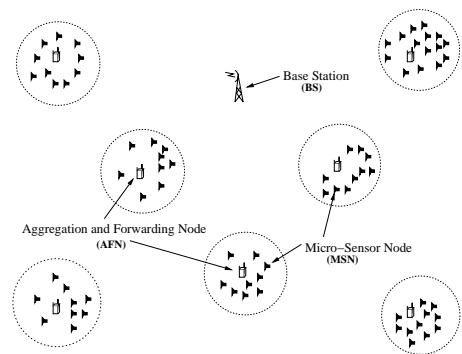 Base Station
(BS)
Aggregation and Forwarding Node
(AFN)
Micro−Sensor Node
(MSN)